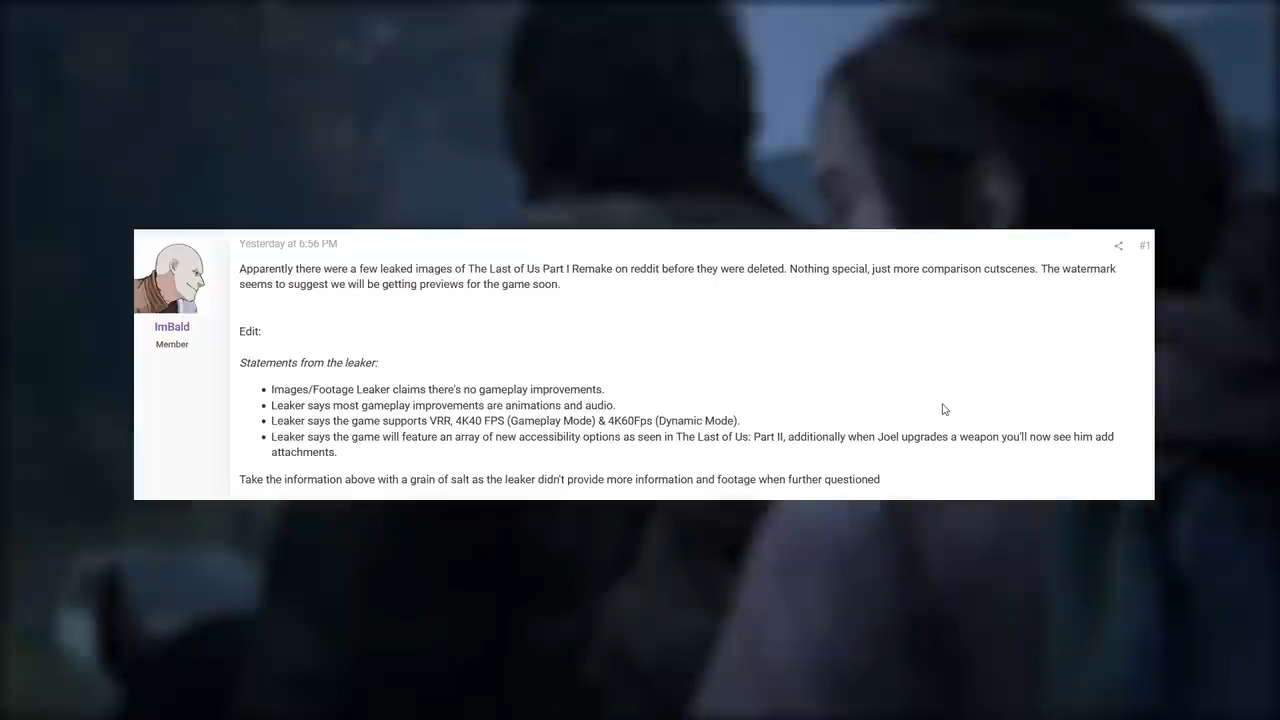 Yesterday at 6:56 PM
#1
Apparently there were a few leaked images of The Last of Us Part I Remake on reddit before they were deleted. Nothing special, just more comparison cutscenes. The watermark
seems to suggest we will be getting previews for the game soon.
ImBald
Member
Edit:
Statements from the leaker:
• Images/Footage Leaker claims there's no gameplay improvements.
• Leaker says most gameplay improvements are animations and audio.
• Leaker says the game supports VRR, 4K40 FPS (Gameplay Mode) & 4K60Fps (Dynamic Mode).
• Leaker says the game will feature an array of new accessibility options as seen in The Last of Us: Part II, additionally when Joel upgrades a weapon you'll now see him add
attachments.
Take the information above with a grain of salt as the leaker didn't provide more information and footage when further questioned